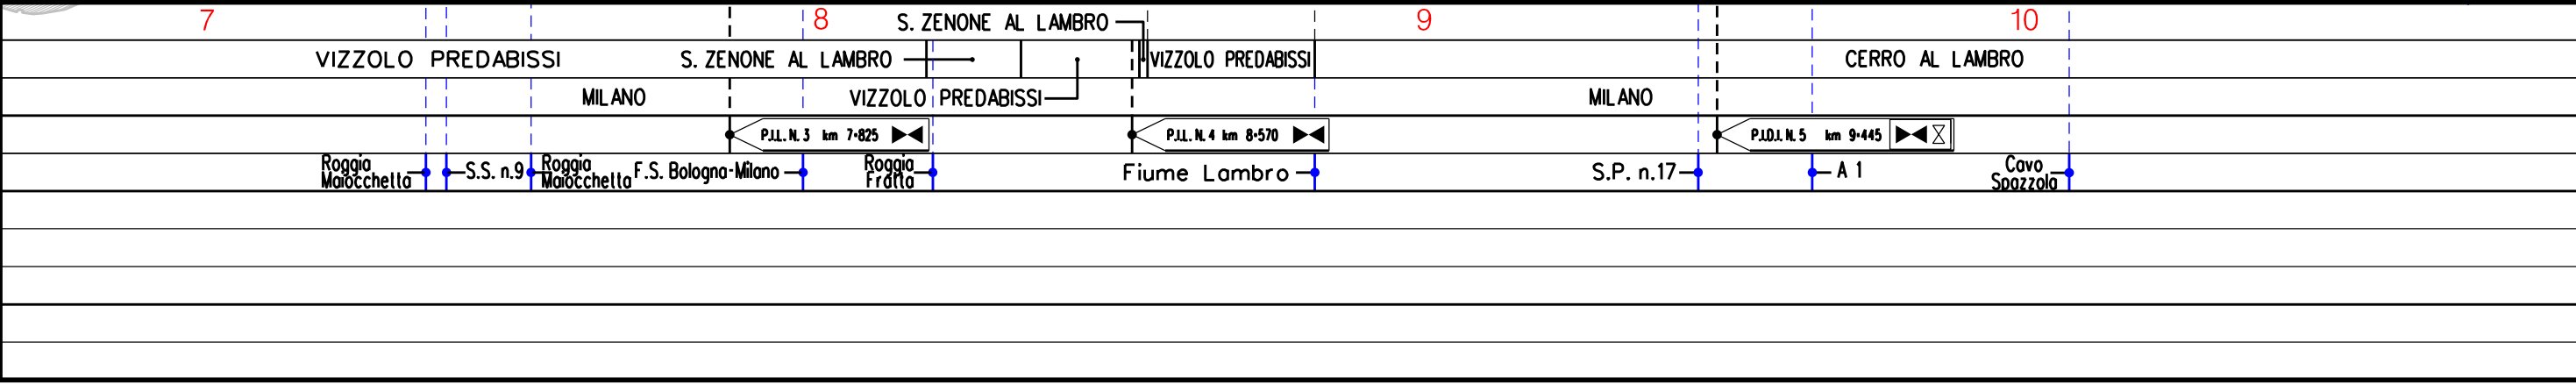 7 8 9 10
S. ZENONE AL LAMBRO
VIZZOLO PREDABISSI S. ZENONE AL LAMBRO VIZZOLO PREDABISSI CERRO AL LAMBRO
MILANO VIZZOLO PREDABISSI MILANO
P.I.L. N. 3 km 7+825 P.I.L. N. 4 km 8+570 P.I.D.I. N. 5 km 9+445
Roggia
Maiocchetta
S.S. n.9
Roggia
Maiocchetta
F.S. Bologna-Milano
Roggia
Fratta
Fiume Lambro
S.P. n.17
A 1
Cavo
Spazzola